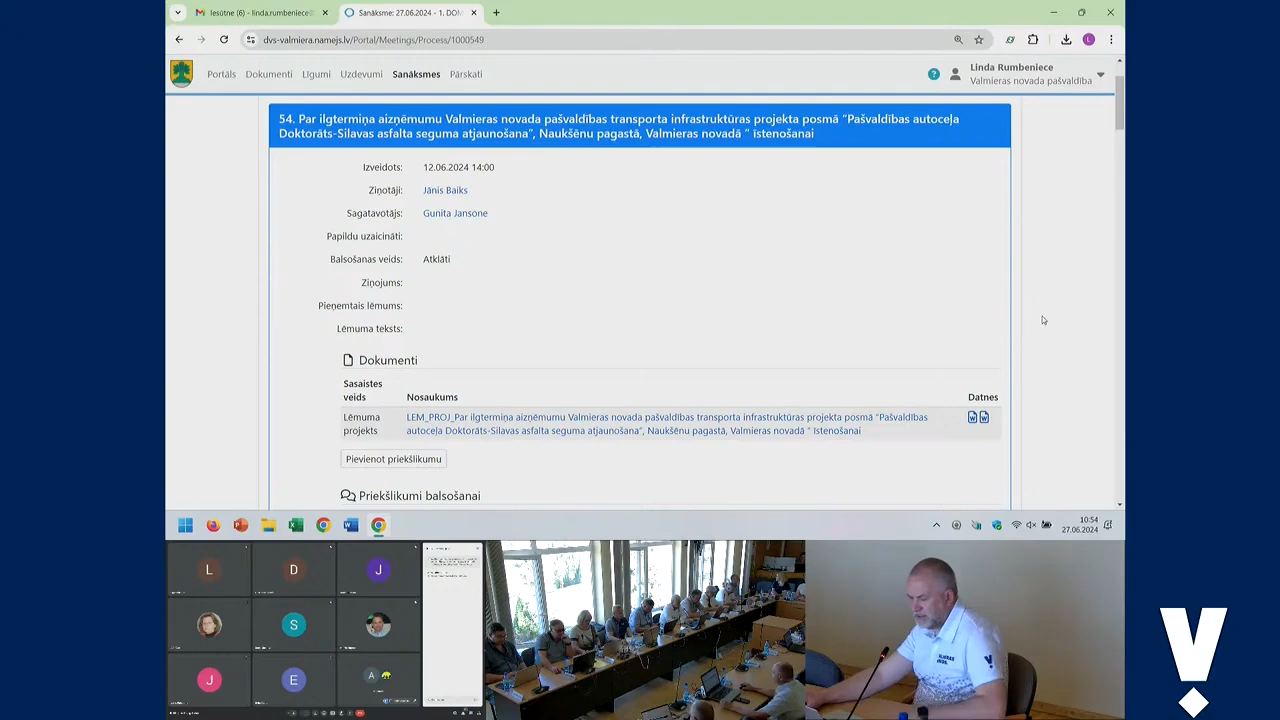 Iesūtne (6) - linda.rumbeniece@
Sanāksme: 27.06.2024 - 1. DOM
dvs-valmiera.namejs.lv/Portal/Meetings/Process/1000549
Portāls Dokumenti Līgumi Uzdevumi Sanāksmes Pārskati
Linda Rumbeniece
Valmieras novada pašvaldība
54. Par ilgtermiņa aizņēmumu Valmieras novada pašvaldības transporta infrastruktūras projekta posmā “Pašvaldības autoceļa
Doktorāts-Silavas asfalta seguma atjaunošana”, Naukšēnu pagastā, Valmieras novadā ” īstenošanai
Izveidots: 12.06.2024 14:00
Ziņotāji: Jānis Baiks
Sagatavotājs: Gunita Jansone
Papildu uzaicināti:
Balsošanas veids: Atklāti
Ziņojums:
Pieņemtais lēmums:
Lēmuma teksts:
Dokumenti
Sasaistes
veids Nosaukums Datnes
Lēmuma
projekts
LEM_PROJ_Par ilgtermiņa aizņēmumu Valmieras novada pašvaldības transporta infrastruktūras projekta posmā “Pašvaldības
autoceļa Doktorāts-Silavas asfalta seguma atjaunošana”, Naukšēnu pagastā, Valmieras novadā ” īstenošanai
Pievienot priekšlikumu
Priekšlikumi balsošanai
10:54
27.06.2024
L
D
J
S
J
E
A